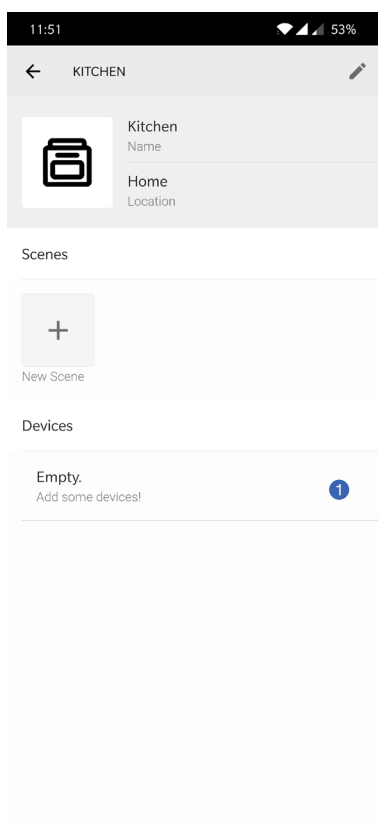 11:51
53%
KITCHEN
Kitchen
Name
Home
Location
Scenes
New Scene
Devices
Empty.
Add some devices!
1